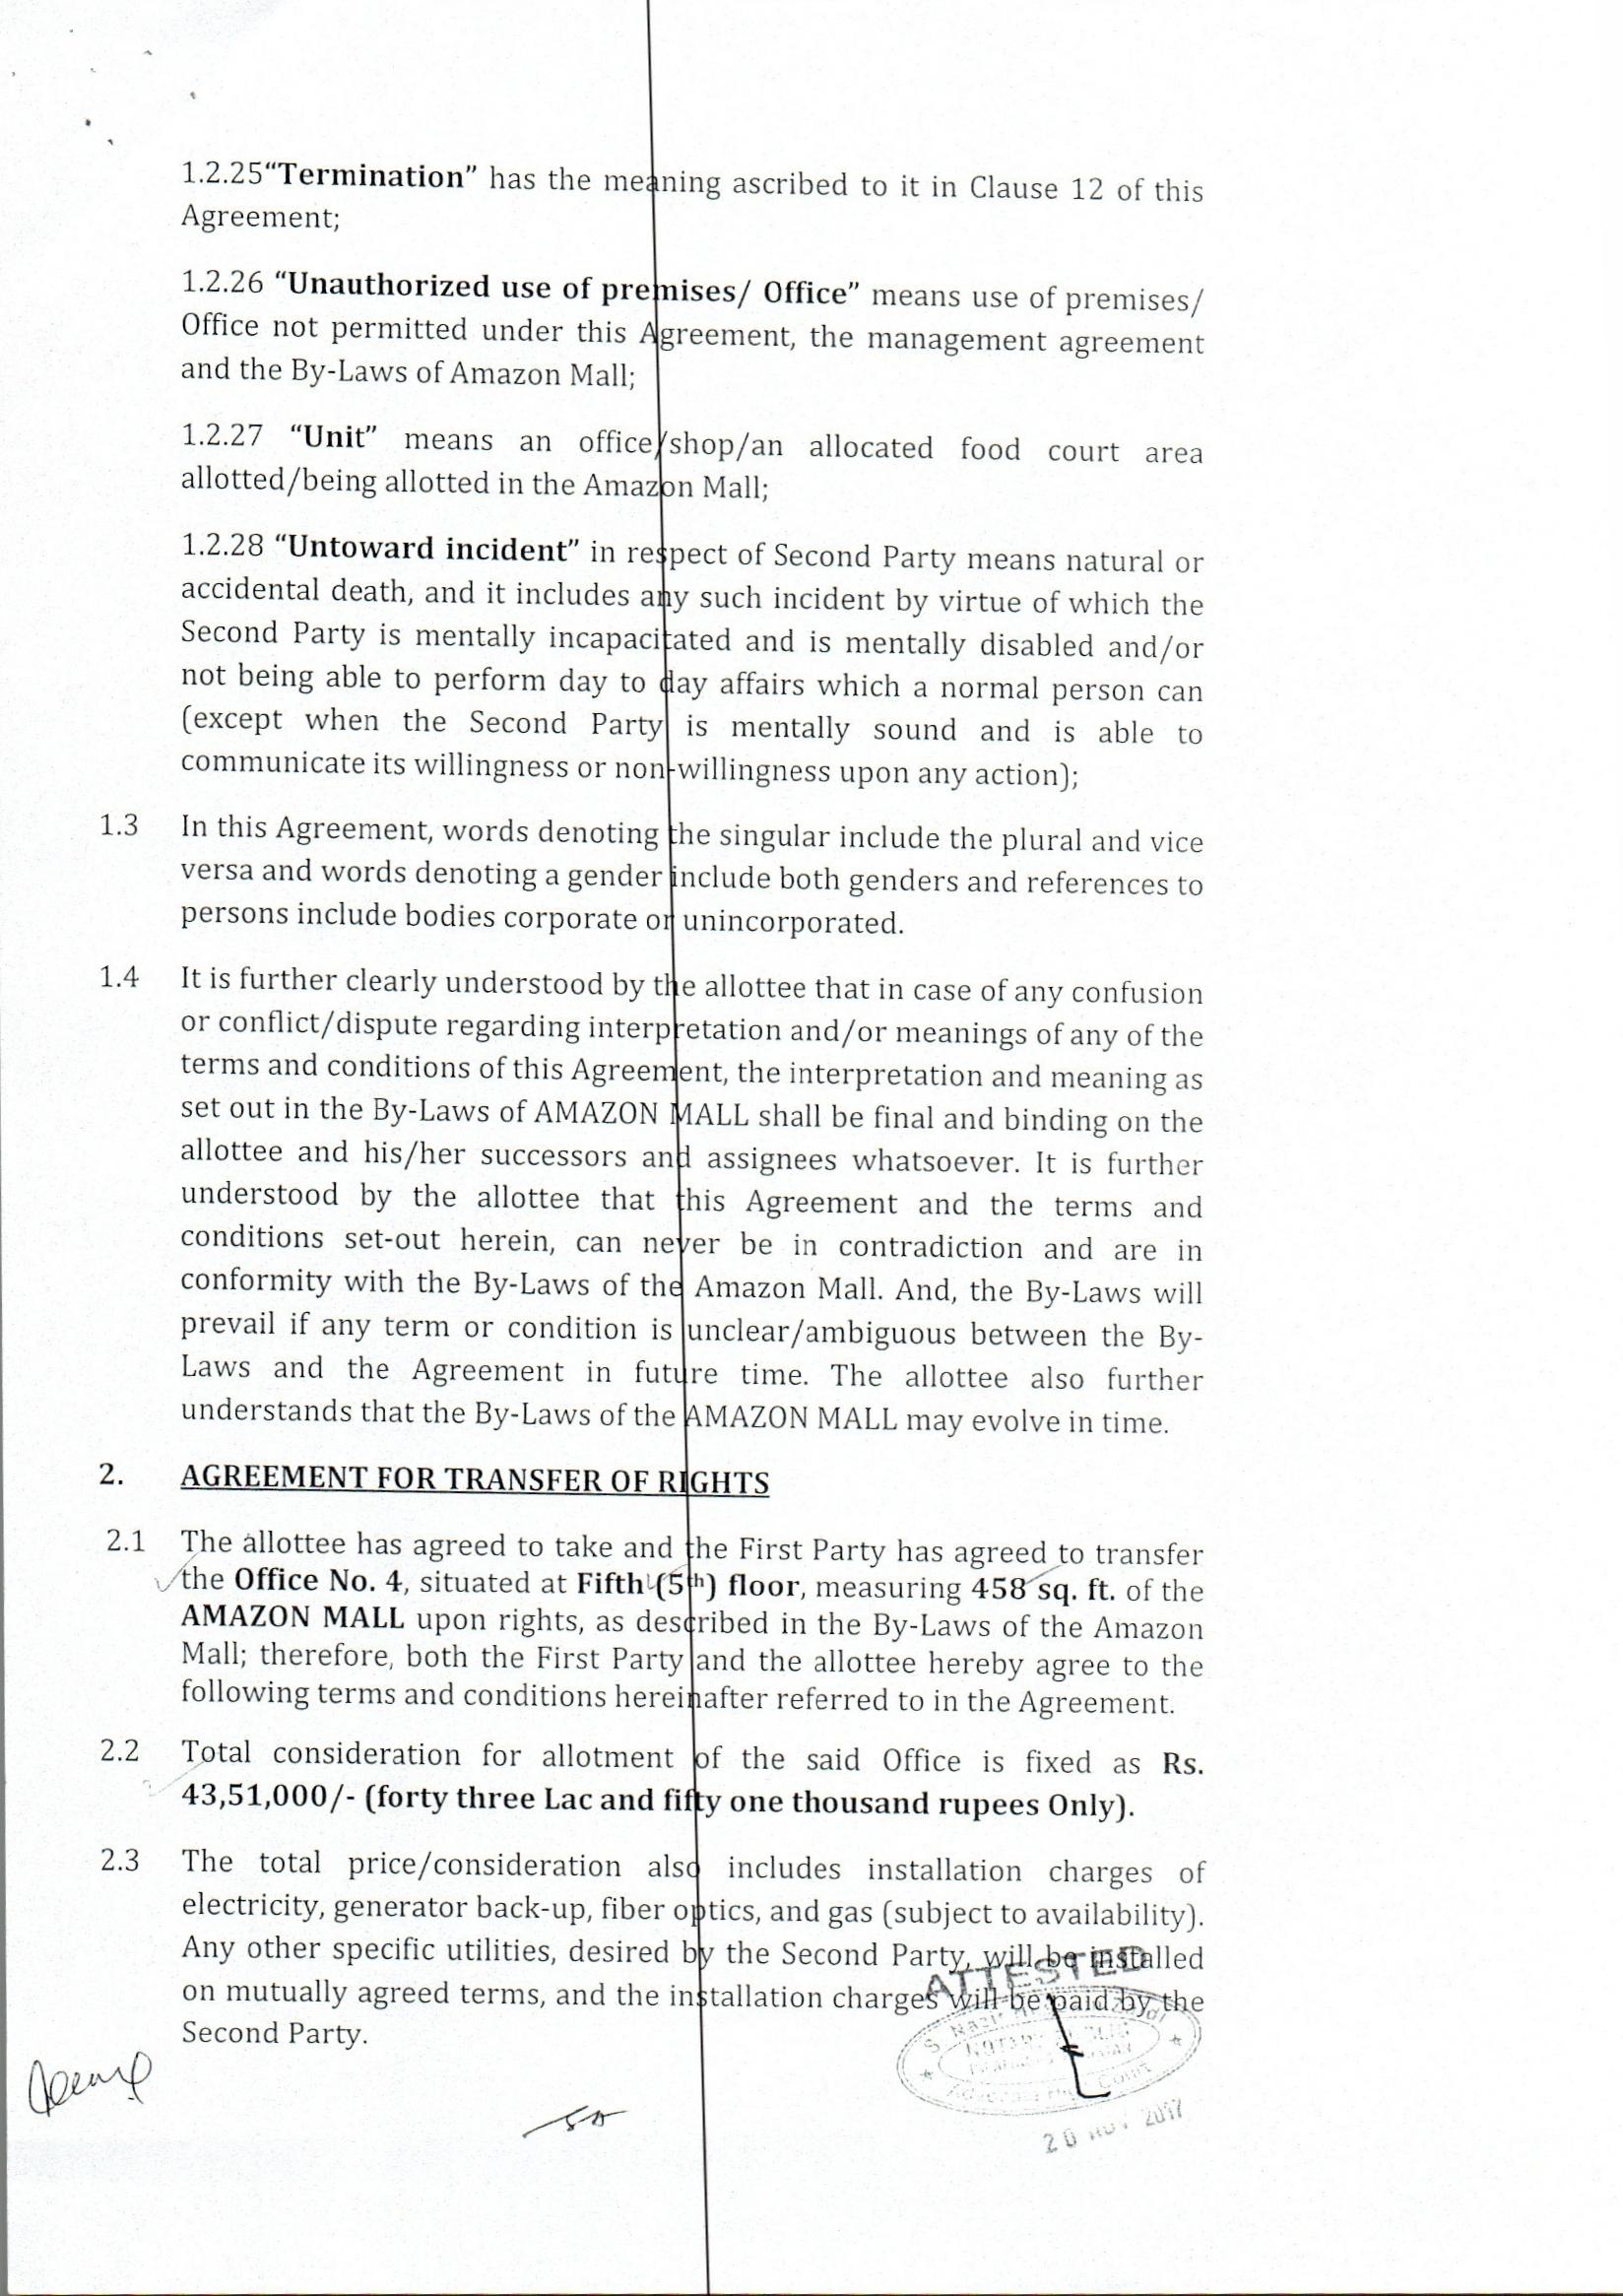 1.2.25“Termination” has the meaning ascribed to it in Clause 12 of this
Agreement;
1.2.26 “Unauthorized use of premises/ Office” means use of premises/
Office not permitted under this Agreement, the management agreement
and the By-Laws of Amazon Mall;
1.2.27 “Unit” means an office/shop/an allocated food court area
allotted/being allotted in the Amazon Mall;
1.2.28 “Untoward incident” in respect of Second Party means natural or
accidental death, and it includes any such incident by virtue of which the
Second Party is mentally incapacitated and is mentally disabled and/or
not being able to perform day to day affairs which a normal person can
(except when the Second Party is mentally sound and is able to
communicate its willingness or non-willingness upon any action);
1.3 In this Agreement, words denoting the singular include the plural and vice
versa and words denoting a gender include both genders and references to
persons include bodies corporate or unincorporated.
1.4 It is further clearly understood by the allottee that in case of any confusion
or conflict/dispute regarding interpretation and/or meanings of any of the
terms and conditions of this Agreement, the interpretation and meaning as
set out in the By-Laws of AMAZON MALL shall be final and binding on the
allottee and his/her successors and assignees whatsoever. It is further
understood by the allottee that this Agreement and the terms and
conditions set-out herein, can never be in contradiction and are in
conformity with the By-Laws of the Amazon Mall. And, the By-Laws will
prevail if any term or condition is unclear/ambiguous between the By-
Laws and the Agreement in future time. The allottee also further
understands that the By-Laws of the AMAZON MALL may evolve in time.
2. AGREEMENT FOR TRANSFER OF RIGHTS
2.1 The allottee has agreed to take and the First Party has agreed to transfer
the Office No. 4, situated at Fifth (5th) floor, measuring 458 sq. ft. of the
AMAZON MALL upon rights, as described in the By-Laws of the Amazon
Mall; therefore, both the First Party and the allottee hereby agree to the
following terms and conditions hereinafter referred to in the Agreement.
2.2 Total consideration for allotment of the said Office is fixed as Rs.
43,51,000/- (forty three Lac and fifty one thousand rupees Only).
2.3 The total price/consideration also includes installation charges of
electricity, generator back-up, fiber optics, and gas (subject to availability).
Any other specific utilities, desired by the Second Party, will be installed
on mutually agreed terms, and the installation charges will be paid by the
Second Party.
ATTESTED
20 NOV 2017